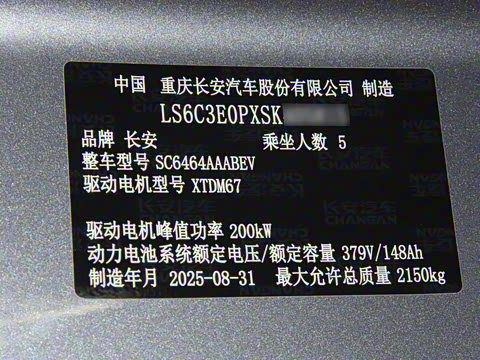 中国 重庆长安汽车股份有限公司 制造
LS6C3E0PXSK
品牌 长安 乘坐人数 5
整车型号 SC6464AAABEV
驱动电机型号 XTDM67
驱动电机峰值功率 200kW
动力电池系统额定电压/额定容量 379V/148Ah
制造年月 2025-08-31 最大允许总质量 2150kg